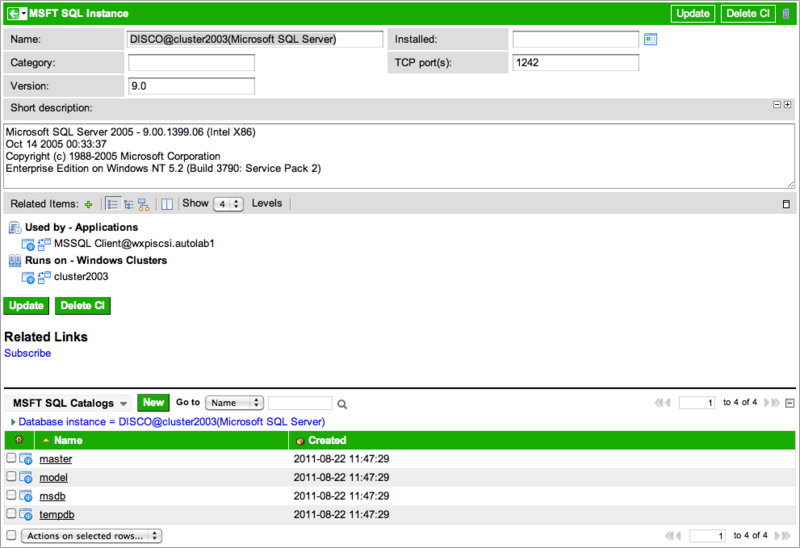 MSFT SQL Instance Update Delete CI
Name: DISCO@cluster2003(Microsoft SQL Server) Installed:
Category: TCP port(s): 1242
Version: 9.0
Short description:
Microsoft SQL Server 2005 - 9.00.1399.06 (Intel X86)
Oct 14 2005 00:33:37
Copyright (c) 1988-2005 Microsoft Corporation
Enterprise Edition on Windows NT 5.2 (Build 3790: Service Pack 2)
Related Items: Show 4 Levels
Used by - Applications
MSSQL Client@wxpiscsi.autolab1
Runs on - Windows Clusters
cluster2003
Update Delete CI
Related Links
Subscribe
MSFT SQL Catalogs New Go to Name 1 to 4 of 4
Database instance = DISCO@cluster2003(Microsoft SQL Server)
Name Created
master 2011-08-22 11:47:29
model 2011-08-22 11:47:29
msdb 2011-08-22 11:47:29
tempdb 2011-08-22 11:47:29
Actions on selected rows... 1 to 4 of 4